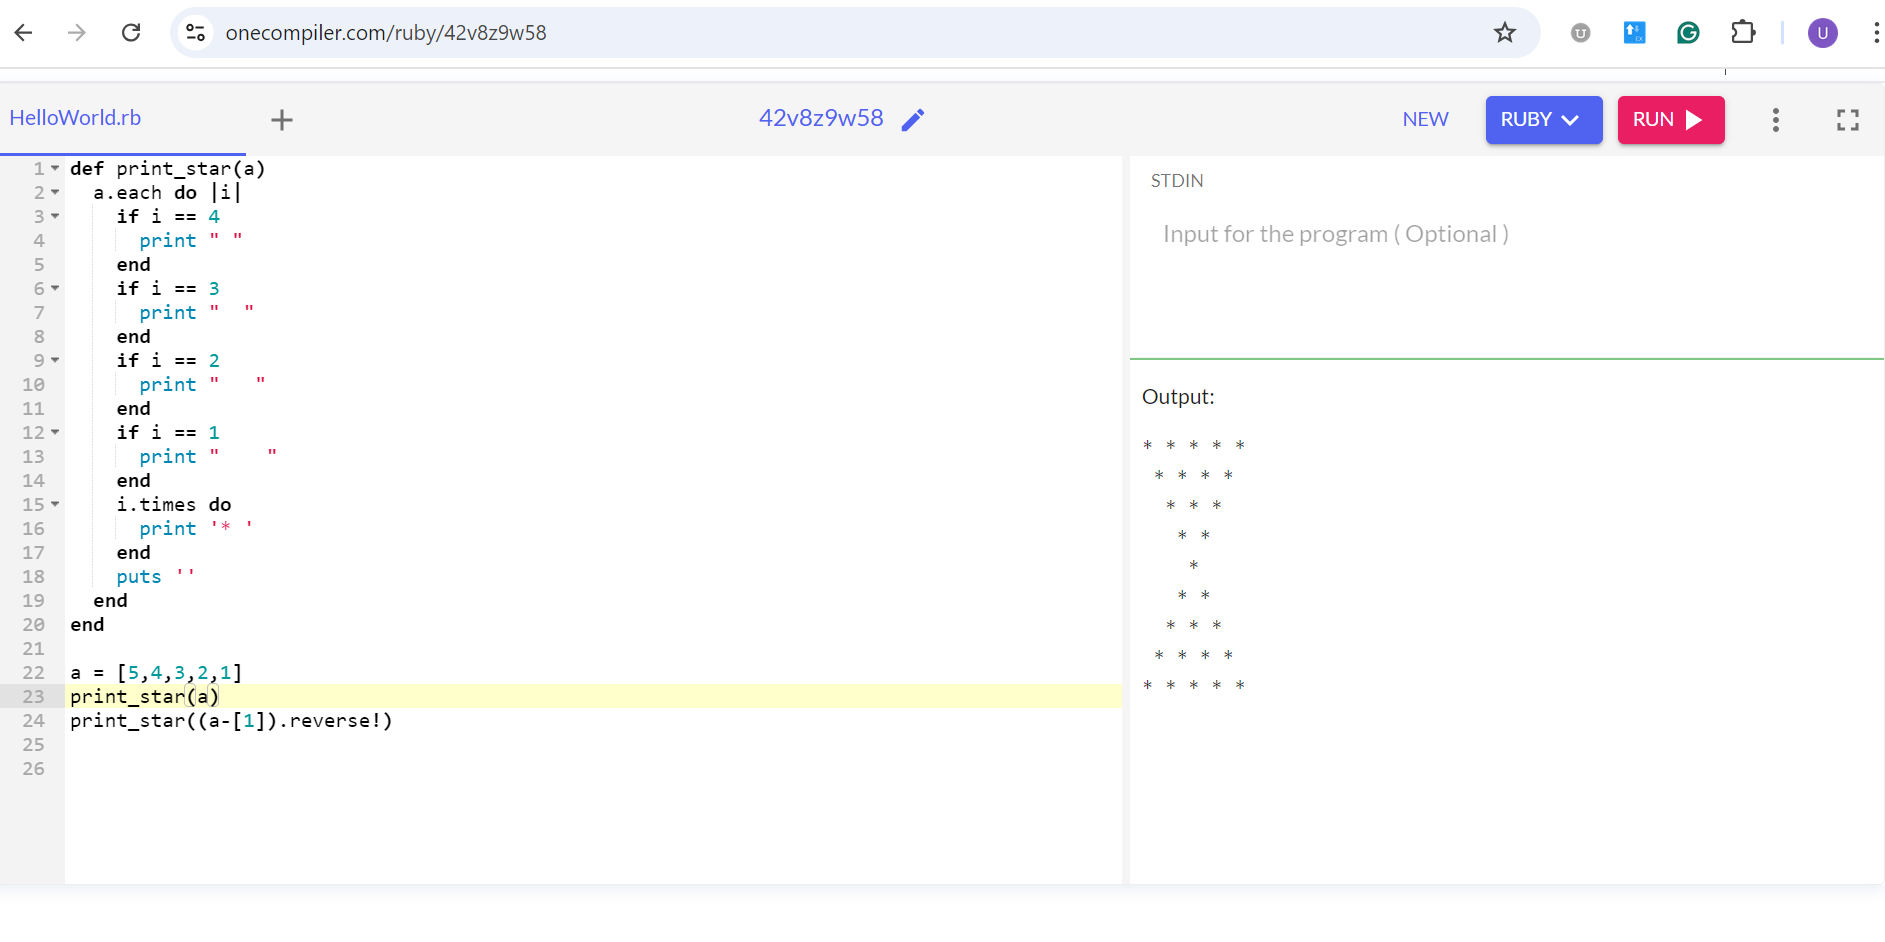 onecompiler.com/ruby/42v8z9w58
U
HelloWorld.rb
42v8z9w58
NEW
RUBY
RUN
1 def print_star(a)
2   a.each do |i|
3     if i == 4
4       print " "
5     end
6     if i == 3
7       print "  "
8     end
9     if i == 2
10       print "   "
11     end
12     if i == 1
13       print "    "
14     end
15     i.times do
16       print '* '
17     end
18     puts ''
19   end
20 end
21
22 a = [5,4,3,2,1]
23 print_star(a)
24 print_star((a-[1]).reverse!)
25
26
STDIN
Input for the program ( Optional )
Output:
* * * * *
 * * * *
  * * *
   * *
    *
   * *
  * * *
 * * * *
* * * * *